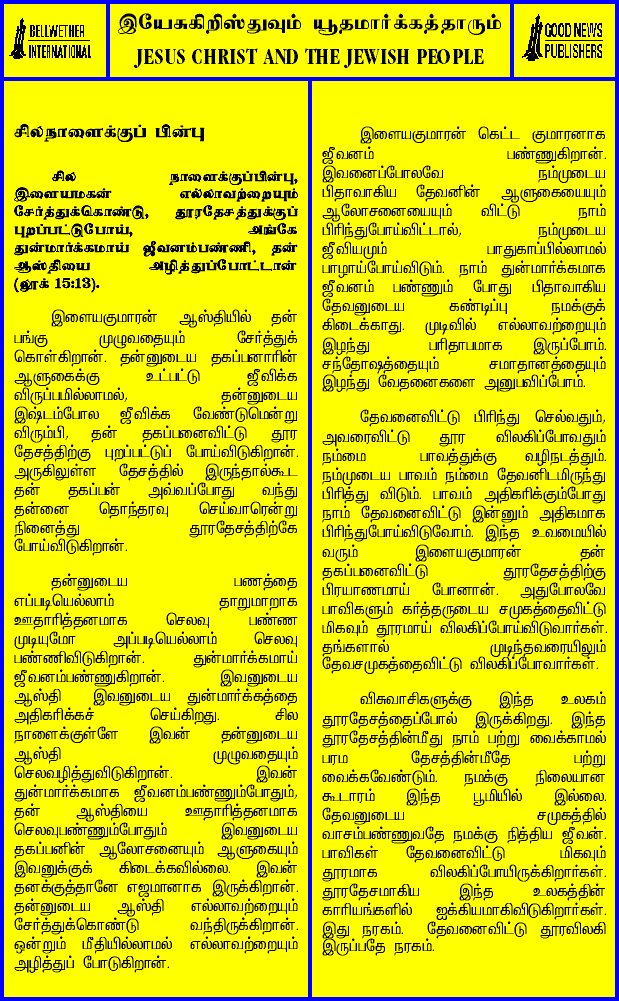 BELLWETHER
INTERNATIONAL
இயேசுகிறிஸ்துவும் யூதமார்க்கத்தாரும்
JESUS CHRIST AND THE JEWISH PEOPLE
GOOD NEWS
PUBLISHERS
சிலநாளைக்குப் பின்பு
சில நாளைக்குப்பின்பு,
இளையமகன் எல்லாவற்றையும்
சேர்த்துக்கொண்டு, தூரதேசத்துக்குப்
புறப்பட்டுபோய், அங்கே
துன்மார்க்கமாய் ஜீவனம்பண்ணி, தன்
ஆஸ்தியை அழித்துப்போட்டான்
(லூக் 15:13).
இளையகுமாரன் ஆஸ்தியில் தன்
பங்கு முழுவதையும் சேர்த்துக்
கொள்கிறான். தன்னுடைய தகப்பனாரின்
ஆளுகைக்கு உட்பட்டு ஜீவிக்க
விருப்பமில்லாமல், தன்னுடைய
இஷ்டம்போல ஜீவிக்க வேண்டுமென்று
விரும்பி, தன் தகப்பனைவிட்டு தூர
தேசத்திற்கு புறப்பட்டுப் போய்விடுகிறான்.
அருகிலுள்ள தேசத்தில் இருந்தால்கூட
தன் தகப்பன் அவ்வப்போது வந்து
தன்னை தொந்தரவு செய்வாரென்று
நினைத்து தூரதேசத்திற்கே
போய்விடுகிறான்.
தன்னுடைய பணத்தை
எப்படியெல்லாம் தாறுமாறாக
ஊதாரித்தனமாக செலவு பண்ண
முடியுமோ அப்படியெல்லாம் செலவு
பண்ணிவிடுகிறான். துன்மார்க்கமாய்
ஜீவனம்பண்ணுகிறான். இவனுடைய
ஆஸ்தி இவனுடைய துன்மார்க்கத்தை
அதிகரிக்கச் செய்கிறது. சில
நாளைக்குள்ளே இவன் தன்னுடைய
ஆஸ்தி முழுவதையும்
செலவழித்துவிடுகிறான். இவன்
துன்மார்க்கமாக ஜீவனம்பண்ணும்போதும்,
தன் ஆஸ்தியை ஊதாரித்தனமாக
செலவுபண்ணும்போதும் இவனுடைய
தகப்பனின் ஆலோசனையும் ஆளுகையும்
இவனுக்குக் கிடைக்கவில்லை. இவன்
தனக்குத்தானே எஜமானாக இருக்கிறான்.
தன்னுடைய ஆஸ்தி எல்லாவற்றையும்
சேர்த்துக்கொண்டு வந்திருக்கிறான்.
ஒன்றும் மீதியில்லாமல் எல்லாவற்றையும்
அழித்துப் போடுகிறான்.
இளையகுமாரன் கெட்ட குமாரனாக
ஜீவனம் பண்ணுகிறான்.
இவனைப்போலவே நம்முடைய
பிதாவாகிய தேவனின் ஆளுகையையும்
ஆலோசனையையும் விட்டு நாம்
பிரிந்துபோய்விட்டால், நம்முடைய
ஜீவியமும் பாதுகாப்பில்லாமல்
பாழாய்போய்விடும். நாம் துன்மார்க்கமாக
ஜீவனம் பண்ணும் போது பிதாவாகிய
தேவனுடைய கண்டிப்பு நமக்குக்
கிடைக்காது. முடிவில் எல்லாவற்றையும்
இழந்து பரிதாபமாக இருப்போம்.
சந்தோஷத்தையும் சமாதானத்தையும்
இழந்து வேதனைகளை அனுபவிப்போம்.
தேவனைவிட்டு பிரிந்து செல்வதும்,
அவரைவிட்டு தூர விலகிப்போவதும்
நம்மை பாவத்துக்கு வழிநடத்தும்.
நம்முடைய பாவம் நம்மை தேவனிடமிருந்து
பிரித்து விடும். பாவம் அதிகரிக்கும்போது
நாம் தேவனைவிட்டு இன்னும் அதிகமாக
பிரிந்துபோய்விடுவோம். இந்த உவமையில்
வரும் இளையகுமாரன் தன்
தகப்பனைவிட்டு தூரதேசத்திற்கு
பிரயாணமாய் போனான். அதுபோலவே
பாவிகளும் கர்த்தருடைய சமுகத்தைவிட்டு
மிகவும் தூரமாய் விலகிப்போய்விடுவார்கள்.
தங்களால் முடிந்தவரையிலும்
தேவசமுகத்தைவிட்டு விலகிப்போவார்கள்.
விசுவாசிகளுக்கு இந்த உலகம்
தூரதேசத்தைப்போல் இருக்கிறது. இந்த
தூரதேசத்தின்மீது நாம் பற்று வைக்காமல்
பரம தேசத்தின்மீதே பற்று
வைக்கவேண்டும். நமக்கு நிலையான
கூடாரம் இந்த பூமியில் இல்லை.
தேவனுடைய சமுகத்தில்
வாசம்பண்ணுவதே நமக்கு நித்திய ஜீவன்.
பாவிகள் தேவனைவிட்டு மிகவும்
தூரமாக விலகிப்போயிருக்கிறார்கள்.
தூரதேசமாகிய இந்த உலகத்தின்
காரியங்களில் ஐக்கியமாகிவிடுகிறார்கள்.
இது நரகம். தேவனைவிட்டு தூரவிலகி
இருப்பதே நரகம்.